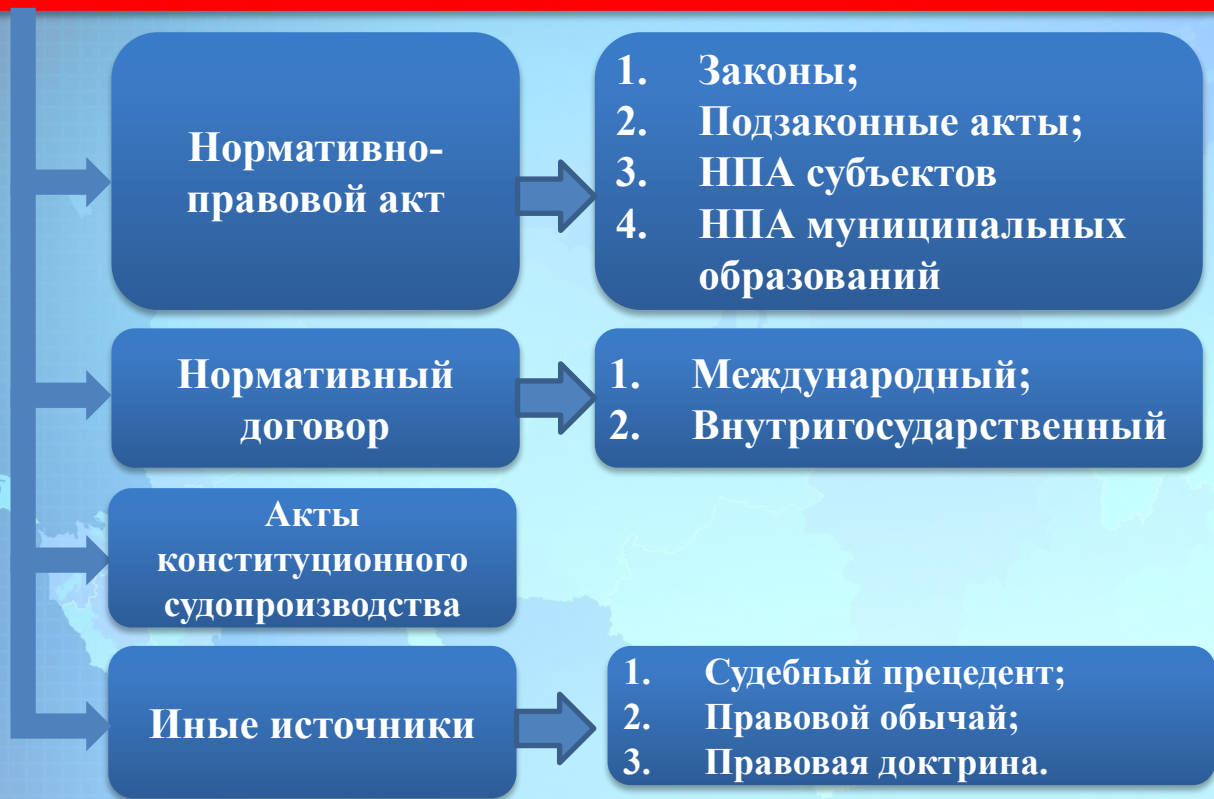 Нормативно-
правовой акт
1. Законы;
2. Подзаконные акты;
3. НПА субъектов
4. НПА муниципальных
образований
Нормативный
договор
1. Международный;
2. Внутригосударственный
Акты
конституционного
судопроизводства
Иные источники
1. Судебный прецедент;
2. Правовой обычай;
3. Правовая доктрина.